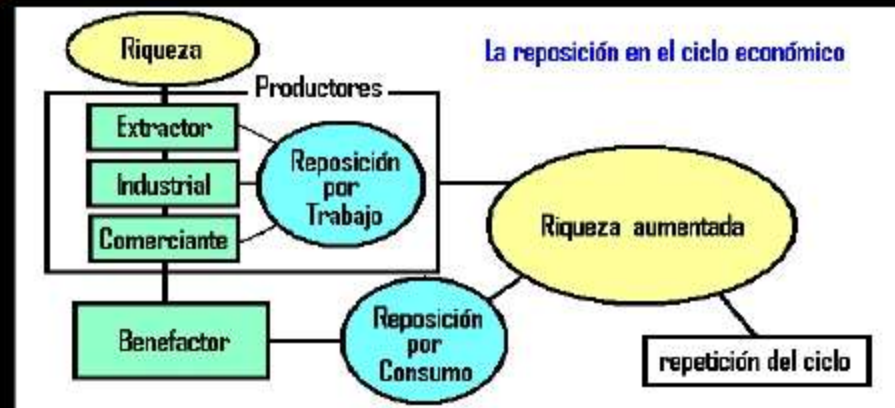 Riqueza
La reposición en el ciclo económico
Productores
Extractor
Industrial
Comerciante
Reposición
por
Trabajo
Riqueza aumentada
Benefactor
Reposición
por
Consumo
repetición del ciclo